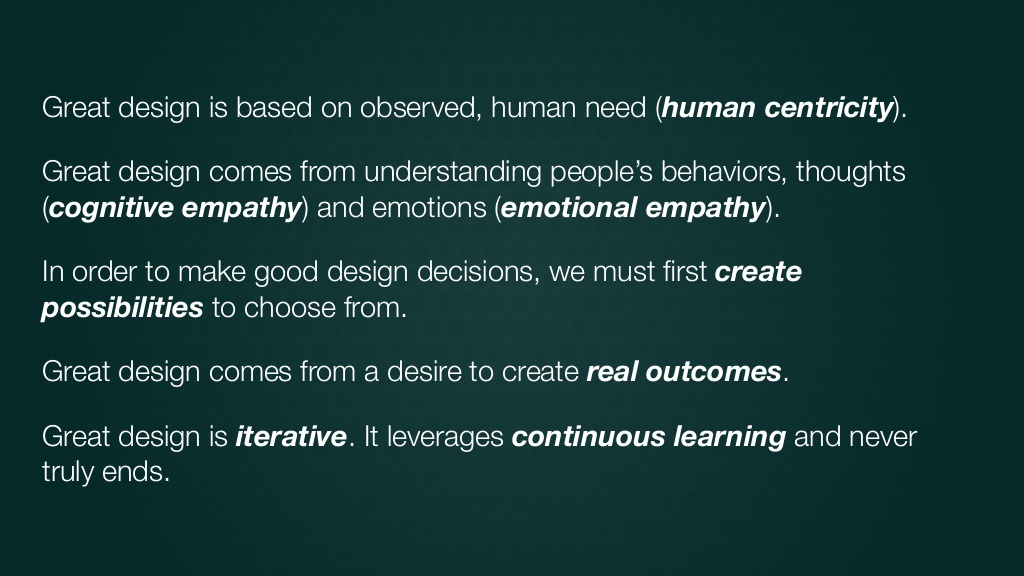 Great design is based on observed, human need (human centricity).
Great design comes from understanding people’s behaviors, thoughts
(cognitive empathy) and emotions (emotional empathy).
In order to make good design decisions, we must first create
possibilities to choose from.
Great design comes from a desire to create real outcomes.
Great design is iterative. It leverages continuous learning and never
truly ends.